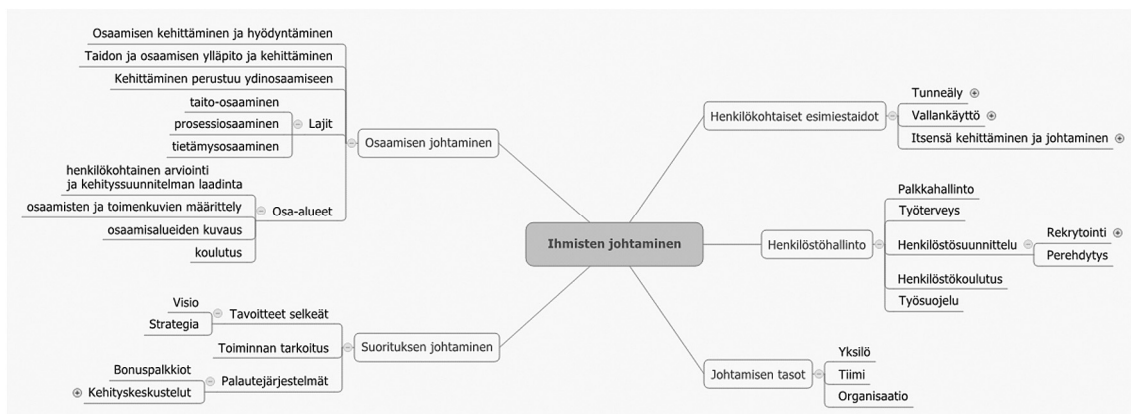 Osaamisen kehittäminen ja hyödyntäminen
Taidon ja osaamisen ylläpito ja kehittäminen
Kehittäminen perustuu ydinosaamiseen
taito-osaaminen
prosessiosaaminen
tietämysosaaminen
Lajit
henkilökohtainen arviointi
ja kehityssuunnitelman laadinta
osaamisten ja toimenkuvien määrittely
osaamisalueiden kuvaus
koulutus
Osa-alueet
Osaamisen johtaminen
Visio
Strategia
Tavoitteet selkeät
Toiminnan tarkoitus
Bonuspalkkiot
Kehityskeskustelut
Palautejärjestelmät
Suorituksen johtaminen
Ihmisten johtaminen
Henkilökohtaiset esimiestaidot
Tunneäly
Vallankäyttö
Itsensä kehittäminen ja johtaminen
Henkilöstöhallinto
Palkkahallinto
Työterveys
Henkilöstösuunnittelu
Rekrytointi
Perehdytys
Henkilöstökoulutus
Työsuojelu
Johtamisen tasot
Yksilö
Tiimi
Organisaatio